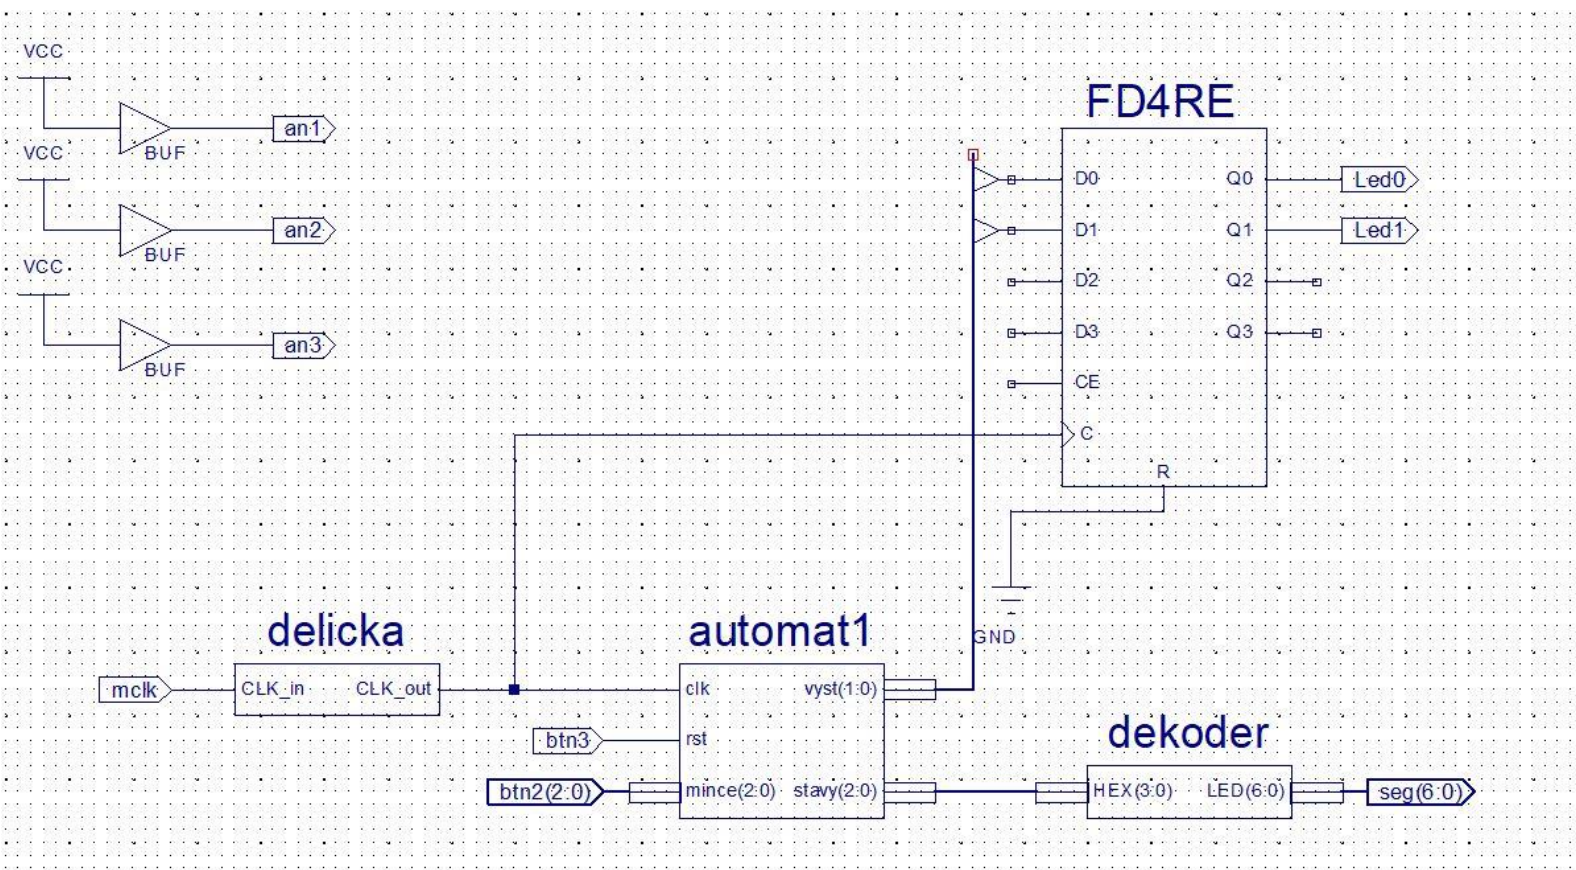 VCC
BUF
an1
VCC
BUF
an2
VCC
BUF
an3
FD4RE
D0 Q0 Led0
D1 Q1 Led1
D2 Q2
D3 Q3
CE
C
R
GND
delicka
mclk CLK_in CLK_out
automat1
clk vyst(1:0)
btn3 rst
btn2(2:0) mince(2:0) stavy(2:0)
dekoder
HEX(3:0) LED(6:0) seg(6:0)